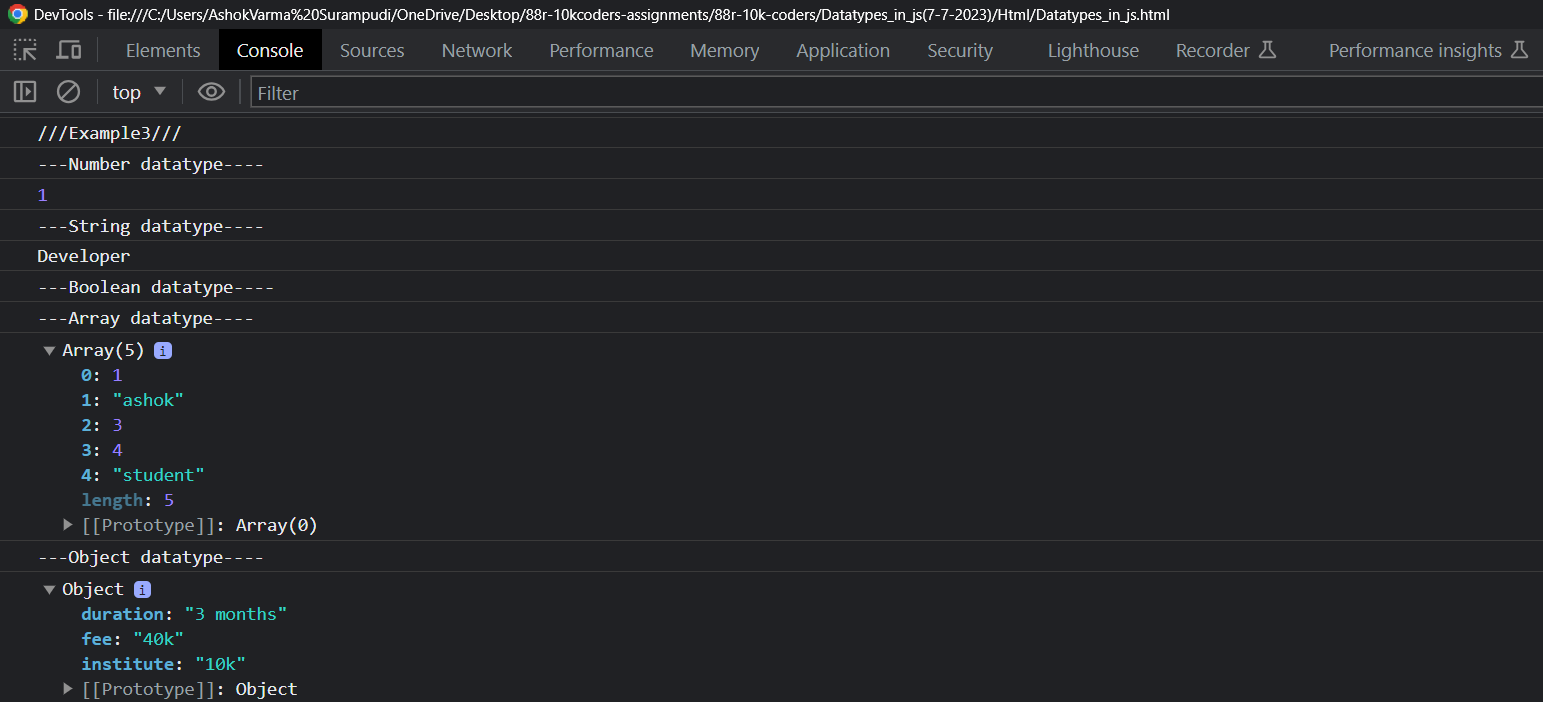 DevTools - file:///C:/Users/AshokVarma%20Surampudi/OneDrive/Desktop/88r-10kcoders-assignments/88r-10k-coders/Datatypes_in_js(7-7-2023)/Html/Datatypes_in_js.html
Elements Console Sources Network Performance Memory Application Security Lighthouse Recorder Performance insights
top Filter
///Example3///
---Number datatype----
1
---String datatype----
Developer
---Boolean datatype----
---Array datatype----
Array(5) i
0: 1
1: "ashok"
2: 3
3: 4
4: "student"
length: 5
[[Prototype]]: Array(0)
---Object datatype----
Object i
duration: "3 months"
fee: "40k"
institute: "10k"
[[Prototype]]: Object